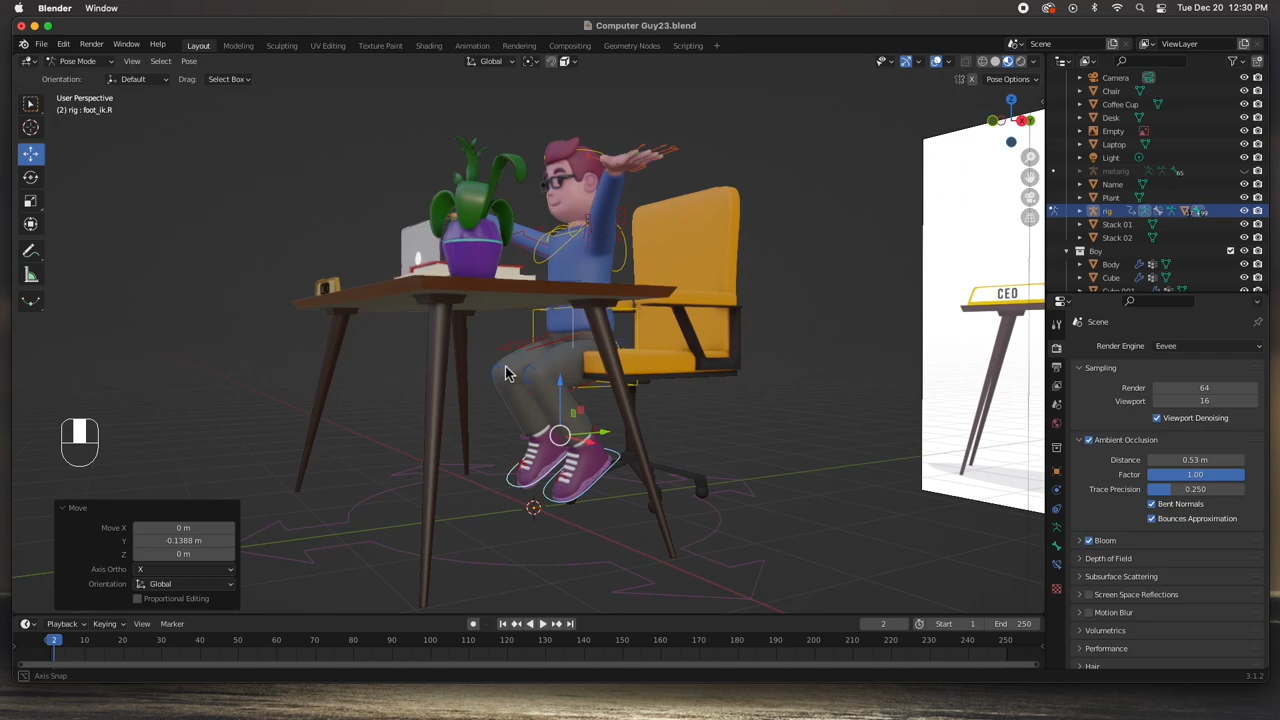 Blender Window
Tue Dec 20 12:30 PM
Computer Guy23.blend
File Edit Render Window Help
Layout Modeling Sculpting UV Editing Texture Paint Shading Animation Rendering Compositing Geometry Nodes Scripting +
Scene
ViewLayer
Pose Mode View Select Pose
Global
Orientation: Default Drag: Select Box
X Pose Options
User Perspective
(2) rig : foot_ik.R
Z
X
Y
Camera
Chair
Coffee Cup
Desk
Empty
Laptop
Light
metarig
65
Name
Plant
rig
Stack 01
Stack 02
Boy
Body
Cube
Cube.001
CEO
Scene
Render Engine Eevee
Sampling
Render 64
Viewport 16
Viewport Denoising
Ambient Occlusion
Distance 0.53 m
Factor 1.00
Trace Precision 0.250
Bent Normals
Bounces Approximation
Bloom
Depth of Field
Subsurface Scattering
Screen Space Reflections
Motion Blur
Volumetrics
Performance
Hair
Move
Move X 0 m
Y -0.1388 m
Z 0 m
Axis Ortho X
Orientation Global
Proportional Editing
Playback Keying View Marker
2 Start 1 End 250
2 10 20 30 40 50 60 70 80 90 100 110 120 130 140 150 160 170 180 190 200 210 220 230 240 250
Axis Snap
3.1.2